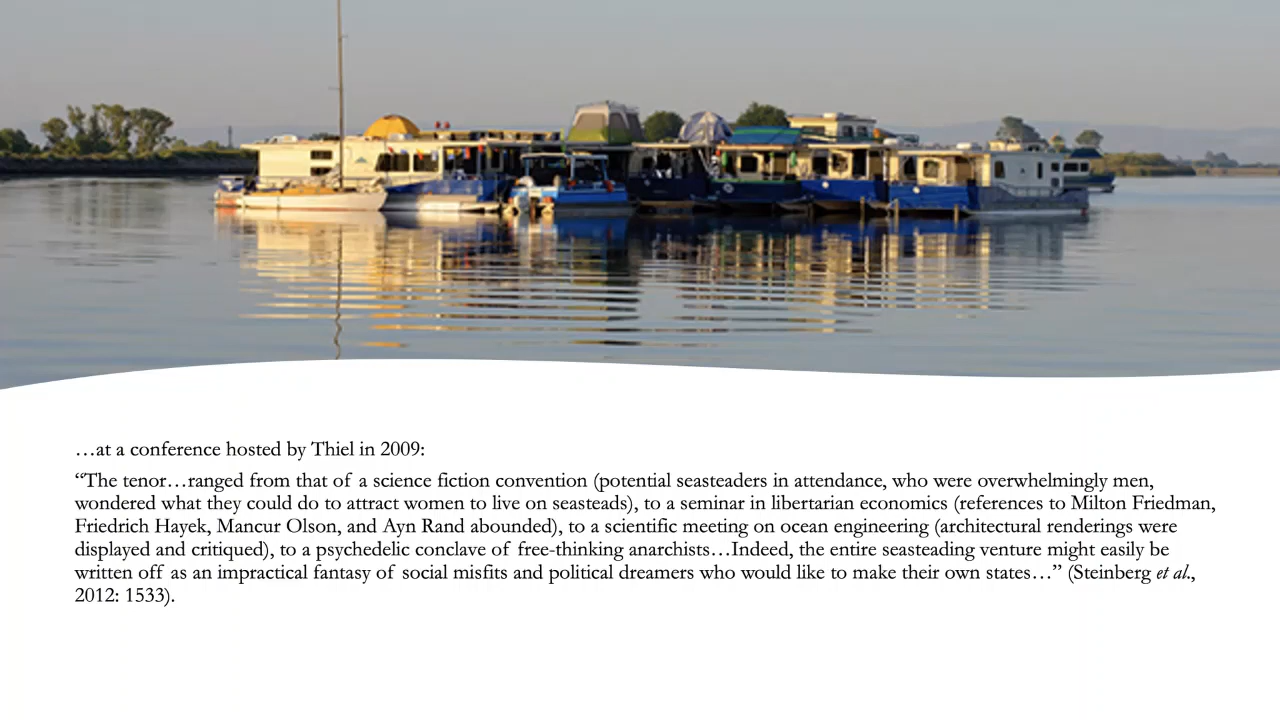 …at a conference hosted by Thiel in 2009:
“The tenor…ranged from that of a science fiction convention (potential seasteaders in attendance, who were overwhelmingly men,
wondered what they could do to attract women to live on seasteads), to a seminar in libertarian economics (references to Milton Friedman,
Friedrich Hayek, Mancur Olson, and Ayn Rand abounded), to a scientific meeting on ocean engineering (architectural renderings were
displayed and critiqued), to a psychedelic conclave of free-thinking anarchists…Indeed, the entire seasteading venture might easily be
written off as an impractical fantasy of social misfits and political dreamers who would like to make their own states…” (Steinberg et al.,
2012: 1533).